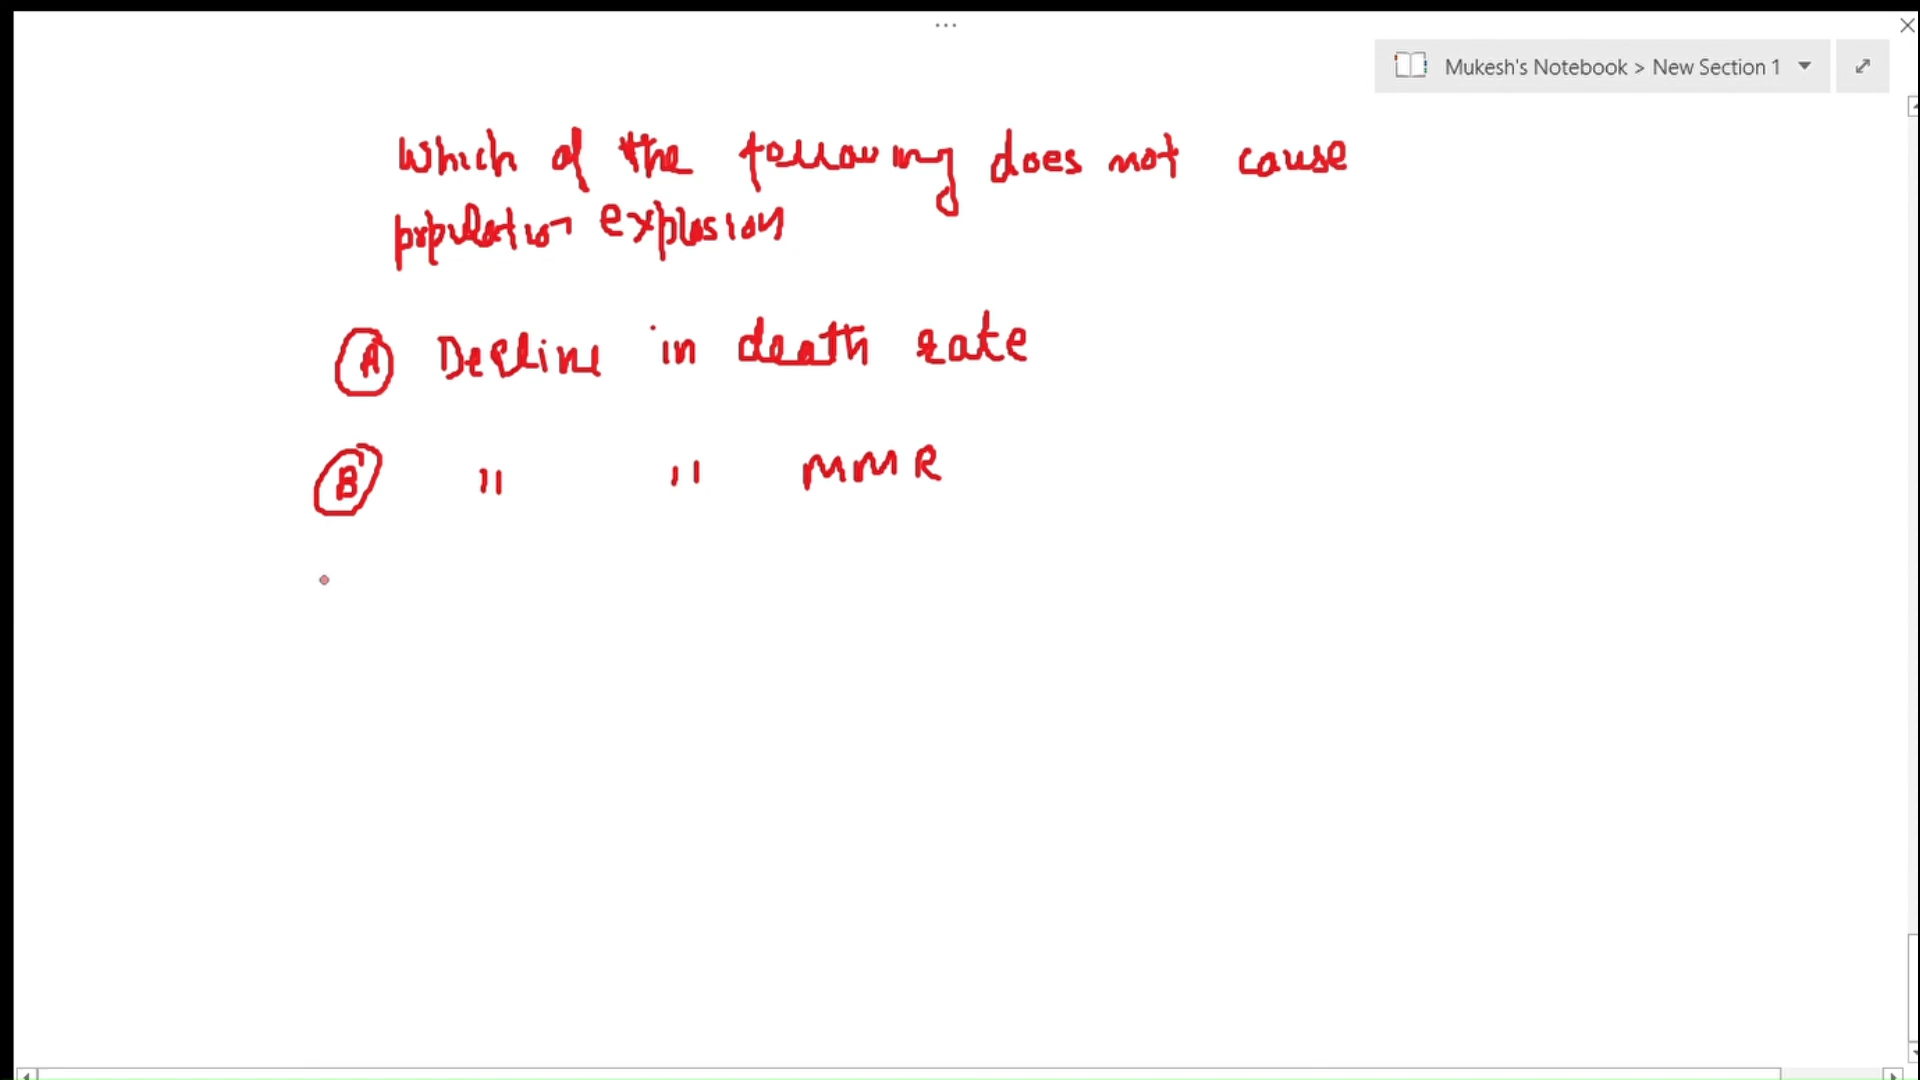 ...
Mukesh's Notebook > New Section 1
Which of the following does not cause
population explosion
A Decline in death rate
B " " MMR